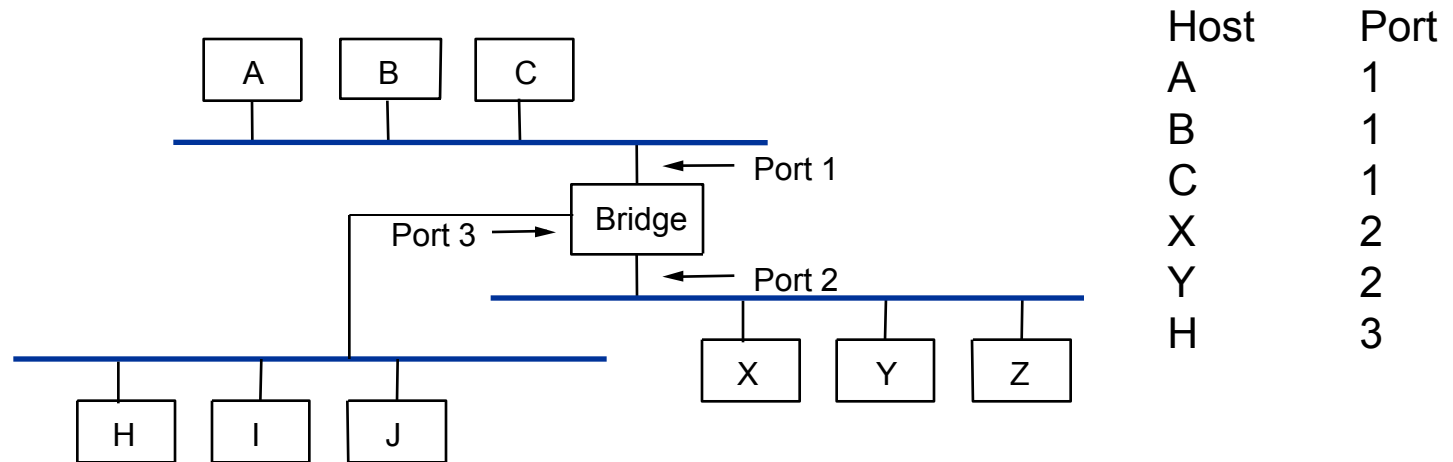 A B C
Port 1
Bridge
Port 3
Port 2
X Y Z
H I J
Host Port
A 1
B 1
C 1
X 2
Y 2
H 3